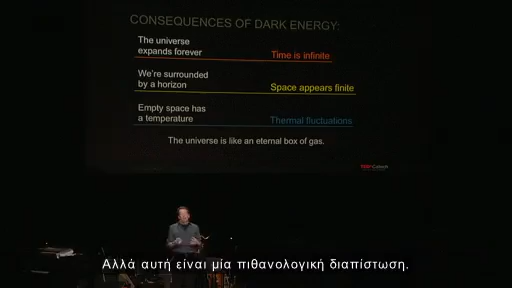 CONSEQUENCES OF DARK ENERGY:
The universe
expands forever
Time is infinite
We're surrounded
by a horizon
Space appears finite
Empty space has
a temperature
Thermal fluctuations
The universe is like an eternal box of gas.
TEDxCaltech
Αλλά αυτή είναι μία πιθανολογική διαπίστωση.